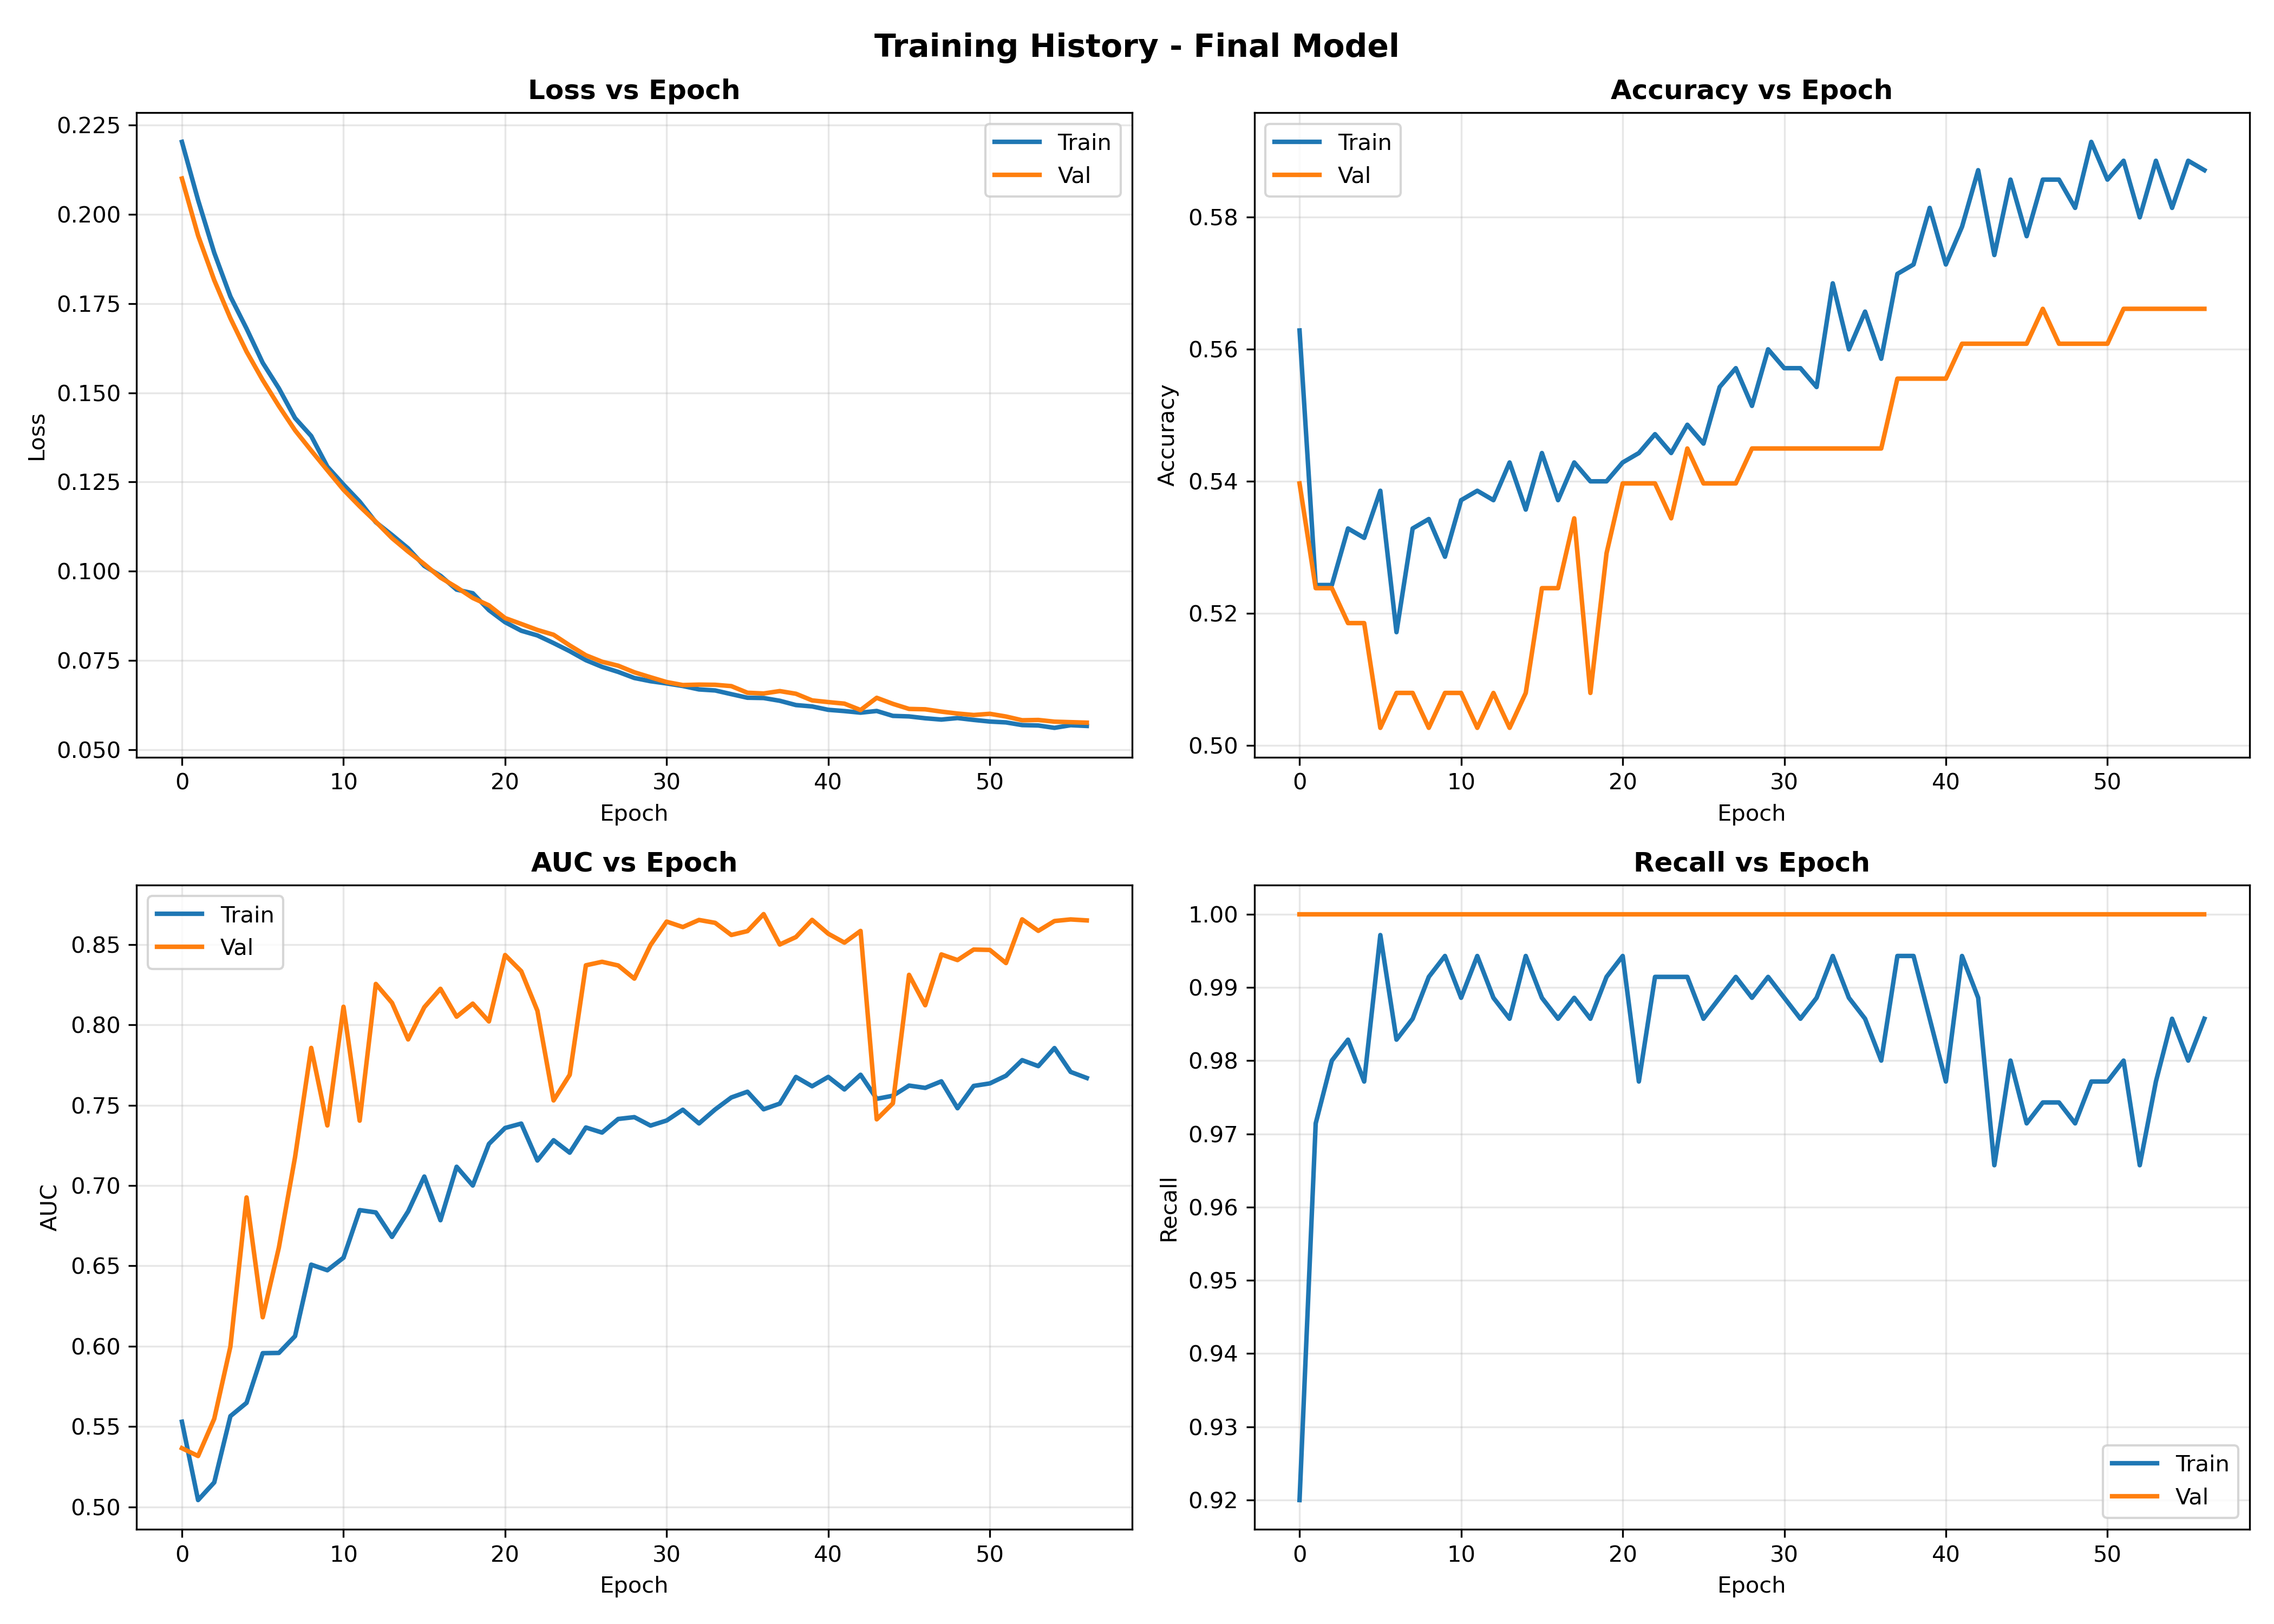 Training History - Final Model
Loss vs Epoch
0.225
0.200
0.175
0.150
0.125
0.100
0.075
0.050
Loss
0
10
20
30
40
50
Epoch
Train
Val
Accuracy vs Epoch
0.58
0.56
0.54
0.52
0.50
Accuracy
0
10
20
30
40
50
Epoch
Train
Val
AUC vs Epoch
0.85
0.80
0.75
0.70
0.65
0.60
0.55
0.50
AUC
0
10
20
30
40
50
Epoch
Train
Val
Recall vs Epoch
1.00
0.99
0.98
0.97
0.96
0.95
0.94
0.93
0.92
Recall
0
10
20
30
40
50
Epoch
Train
Val